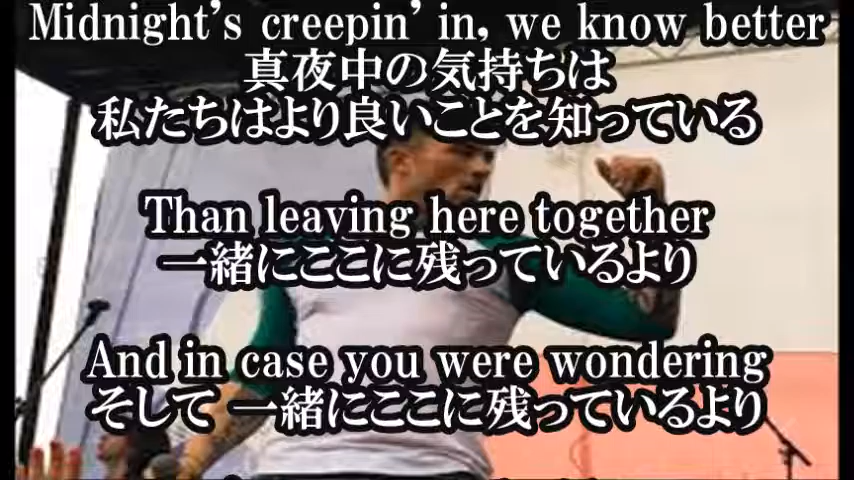 Midnight's creepin' in, we know better
真夜中の気持ちは
私たちはより良いことを知っている
Than leaving here together
一緒にここに残っているより
And in case you were wondering
そして 一緒にここに残っているより